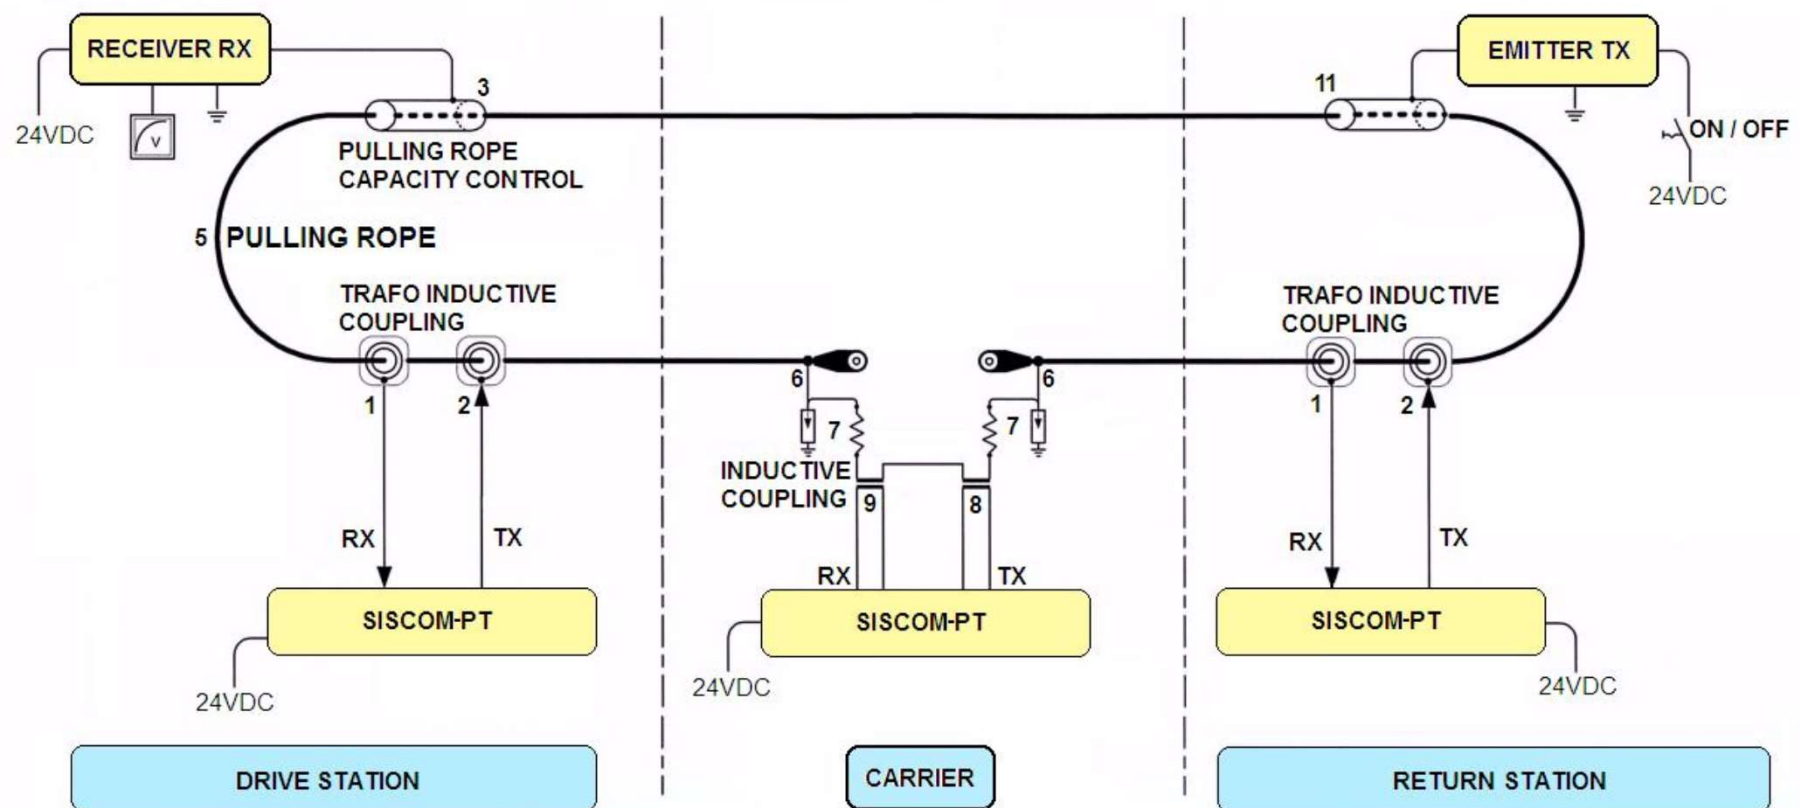 RECEIVER RX
EMITTER TX
3
11
24VDC
V
ON / OFF
PULLING ROPE
CAPACITY CONTROL
24VDC
5 PULLING ROPE
TRAFO INDUCTIVE
COUPLING
TRAFO INDUCTIVE
COUPLING
6
6
1
2
1
2
7
7
INDUCTIVE
COUPLING
9
8
RX
TX
RX
TX
RX
TX
SISCOM-PT
SISCOM-PT
SISCOM-PT
24VDC
24VDC
24VDC
DRIVE STATION
CARRIER
RETURN STATION